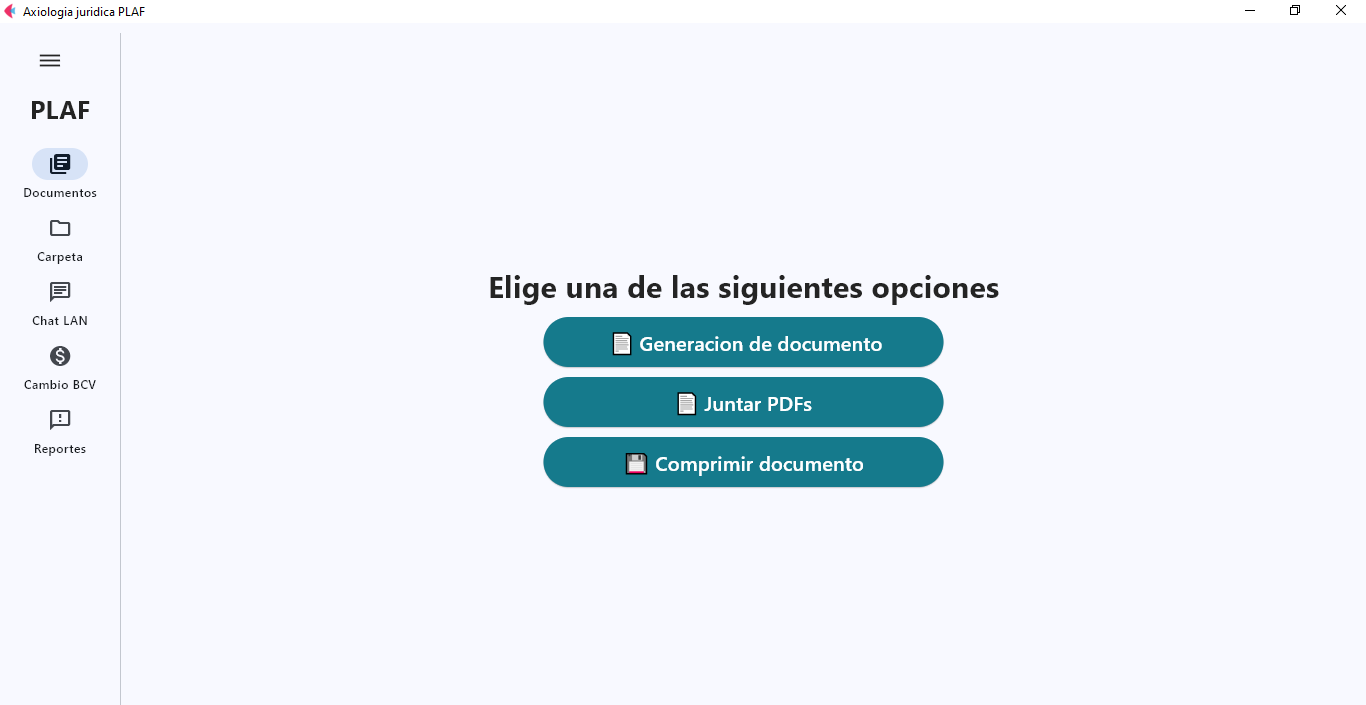 Axiologia juridica PLAF
PLAF
Documentos
Carpeta
Chat LAN
Cambio BCV
Reportes
Elige una de las siguientes opciones
Generacion de documento
Juntar PDFs
Comprimir documento